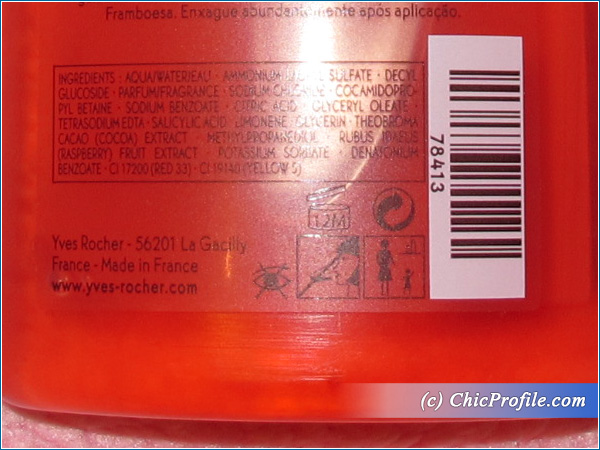 Framboesa. Enxague abundantemente após aplicação.
INGREDIENTS · AQUA/WATER/EAU · AMMONIUM SULFATE · DECYL
GLUCOSIDE · PARFUM/FRAGRANCE · SODIUM CHLORIDE · COCAMIDOPRO-
PYL BETAINE · SODIUM BENZOATE · CITRIC ACID · GLYCERYL OLEATE ·
TETRASODIUM EDTA · SALICYLIC ACID · LIMONENE · GLYCERIN · THEOBROMA
CACAO (COCOA) EXTRACT · METHYLPROPANEDIOL · RUBUS IDAEUS
(RASPBERRY) FRUIT EXTRACT · POTASSIUM SORBATE · DENATONIUM
BENZOATE · CI 17200 (RED 33) · CI 19140 (YELLOW 5)
12M
Yves Rocher - 56201 La Gacilly
France - Made in France
www.yves-rocher.com
78413
(c) ChicProfile.com